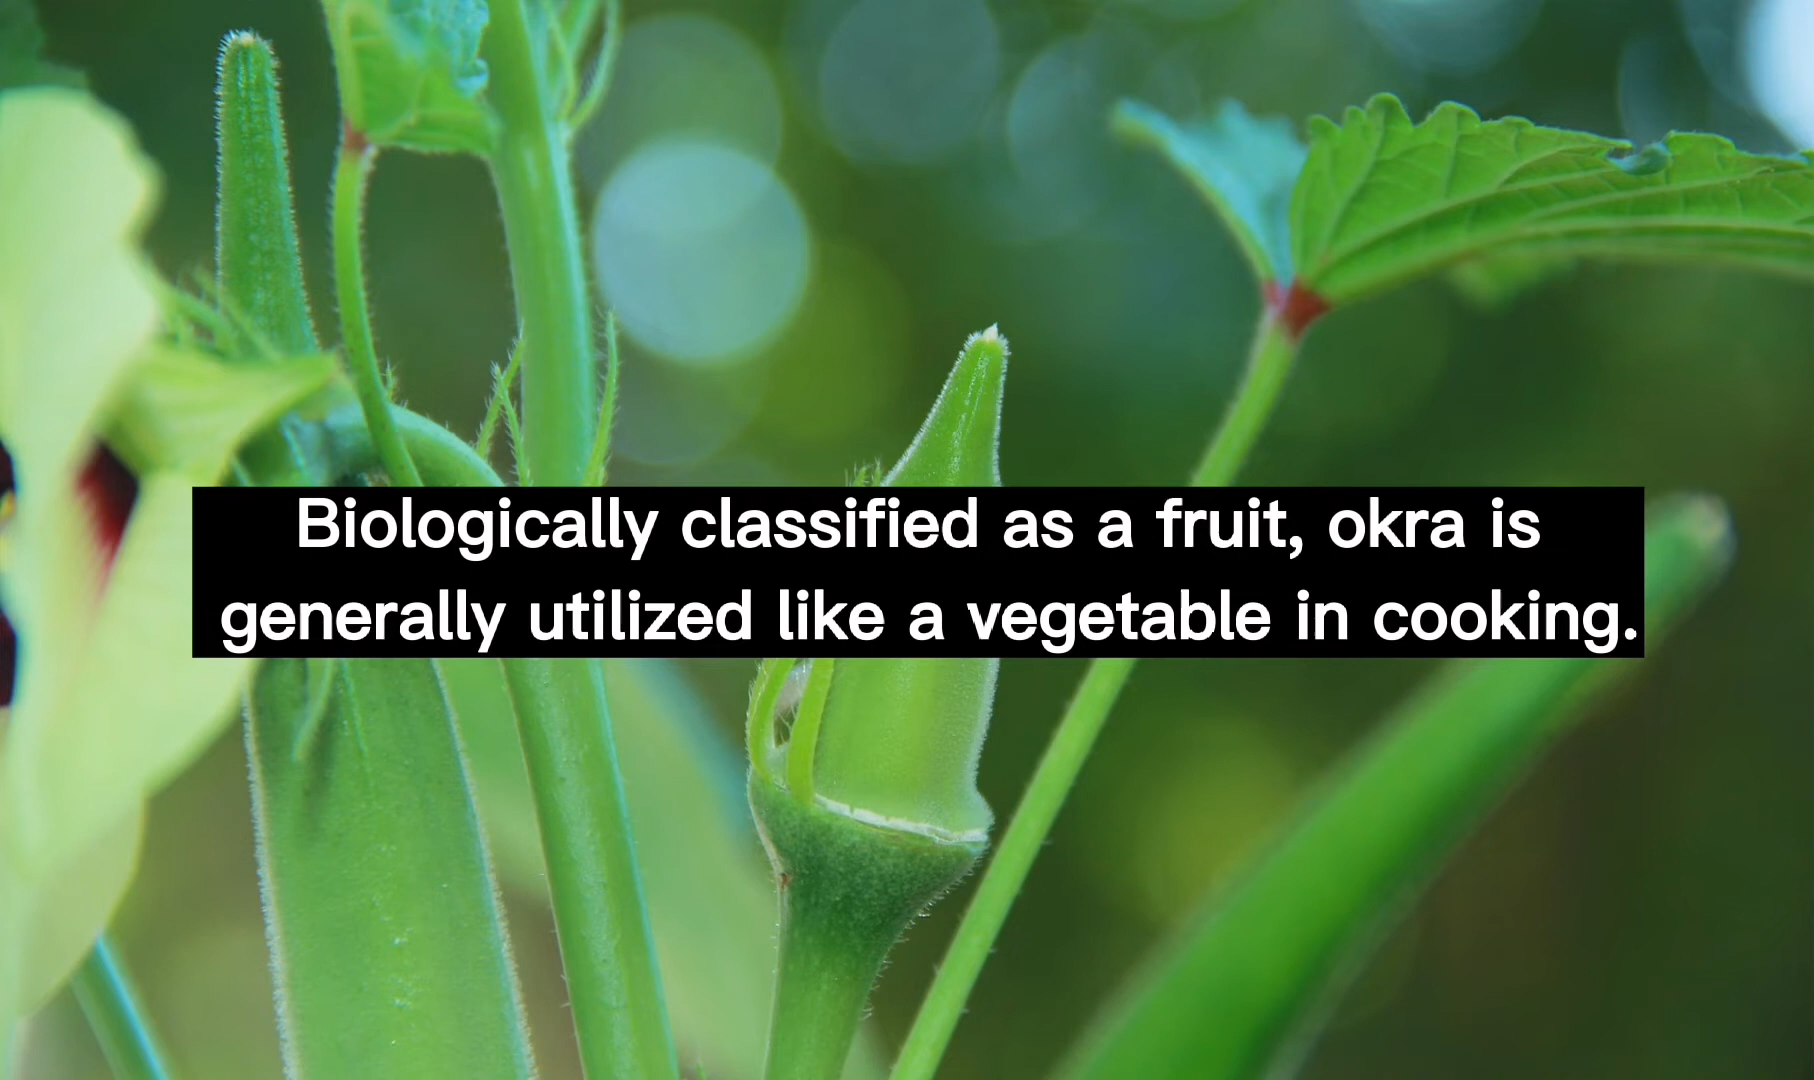 Biologically classified as a fruit, okra is
generally utilized like a vegetable in cooking.